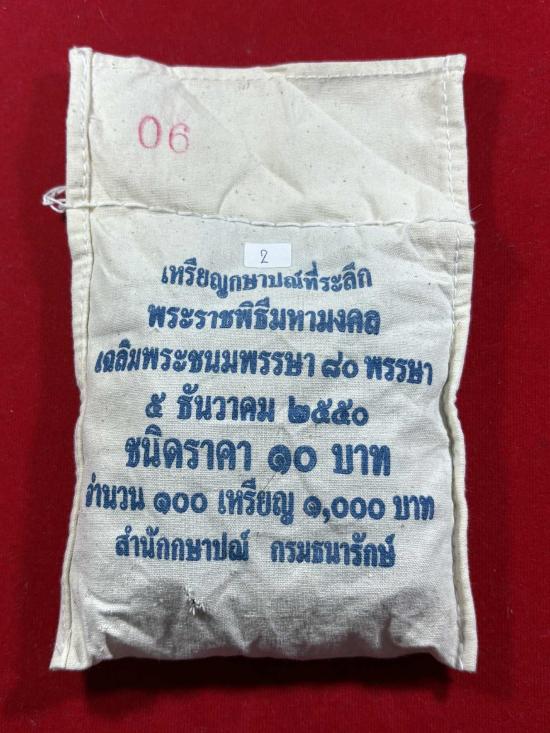 06
2
เหรียญกษาปณ์ที่ระลึก
พระราชพิธีมหามงคล
เฉลิมพระชนมพรรษา ๘๐ พรรษา
๕ ธันวาคม ๒๕๕๐
ชนิดราคา ๑๐ บาท
จำนวน ๑๐๐ เหรียญ ๑,๐๐๐ บาท
สำนักกษาปณ์ กรมธนารักษ์